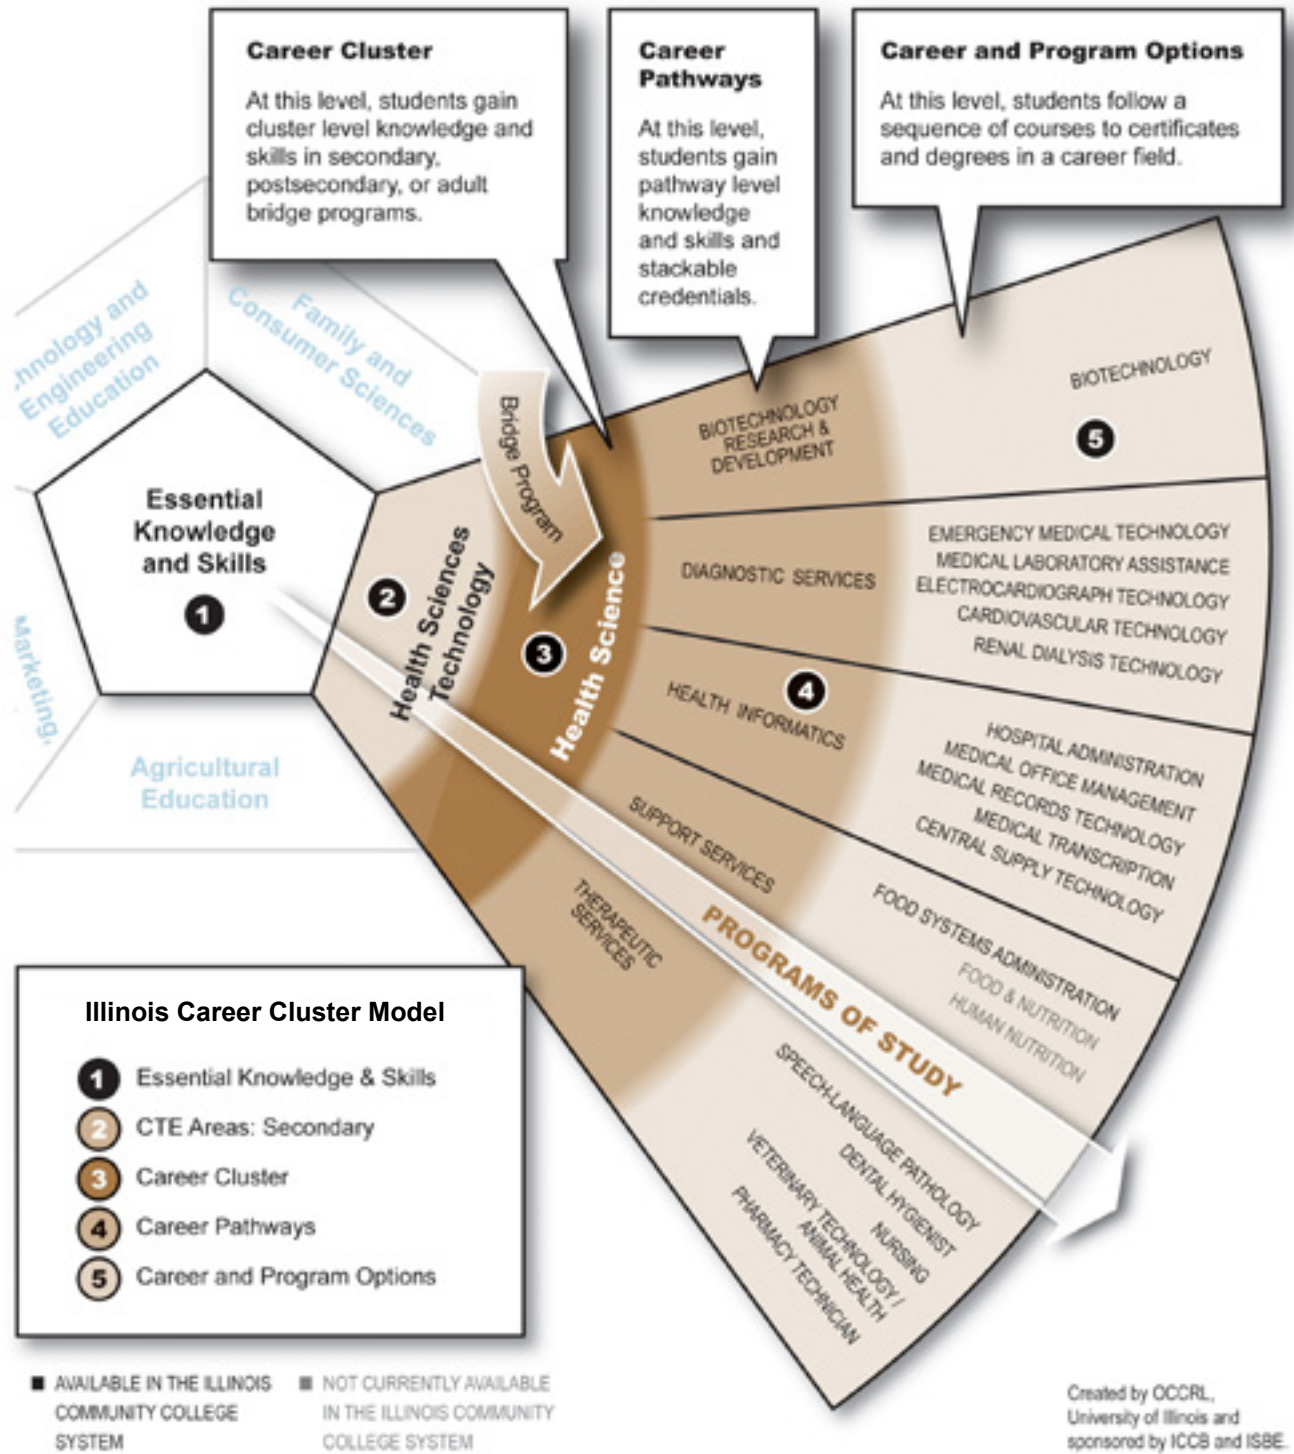 Career Cluster
At this level, students gain
cluster level knowledge and
skills in secondary,
postsecondary, or adult
bridge programs.
Career
Pathways
At this level,
students gain
pathway level
knowledge
and skills and
stackable
credentials.
Career and Program Options
At this level, students follow a
sequence of courses to certificates
and degrees in a career field.
hnology and
Engineering
Education
Family and
Consumer Sciences
Marketing,
Agricultural
Education
Essential
Knowledge
and Skills
1
2
Health Sciences
Technology
Bridge Program
3
Health Science
BIOTECHNOLOGY
RESEARCH &
DEVELOPMENT
DIAGNOSTIC SERVICES
HEALTH INFORMATICS
4
SUPPORT SERVICES
THERAPEUTIC
SERVICES
PROGRAMS OF STUDY
BIOTECHNOLOGY
5
EMERGENCY MEDICAL TECHNOLOGY
MEDICAL LABORATORY ASSISTANCE
ELECTROCARDIOGRAPH TECHNOLOGY
CARDIOVASCULAR TECHNOLOGY
RENAL DIALYSIS TECHNOLOGY
HOSPITAL ADMINISTRATION
MEDICAL OFFICE MANAGEMENT
MEDICAL RECORDS TECHNOLOGY
MEDICAL TRANSCRIPTION
CENTRAL SUPPLY TECHNOLOGY
FOOD SYSTEMS ADMINISTRATION
FOOD & NUTRITION
HUMAN NUTRITION
SPEECH-LANGUAGE PATHOLOGY
DENTAL HYGIENIST
NURSING
VETERINARY TECHNOLOGY /
ANIMAL HEALTH
PHARMACY TECHNICIAN
Illinois Career Cluster Model
1 Essential Knowledge & Skills
2 CTE Areas: Secondary
3 Career Cluster
4 Career Pathways
5 Career and Program Options
AVAILABLE IN THE ILLINOIS
COMMUNITY COLLEGE
SYSTEM
NOT CURRENTLY AVAILABLE
IN THE ILLINOIS COMMUNITY
COLLEGE SYSTEM
Created by OCCRL,
University of Illinois and
sponsored by ICCB and ISBE.